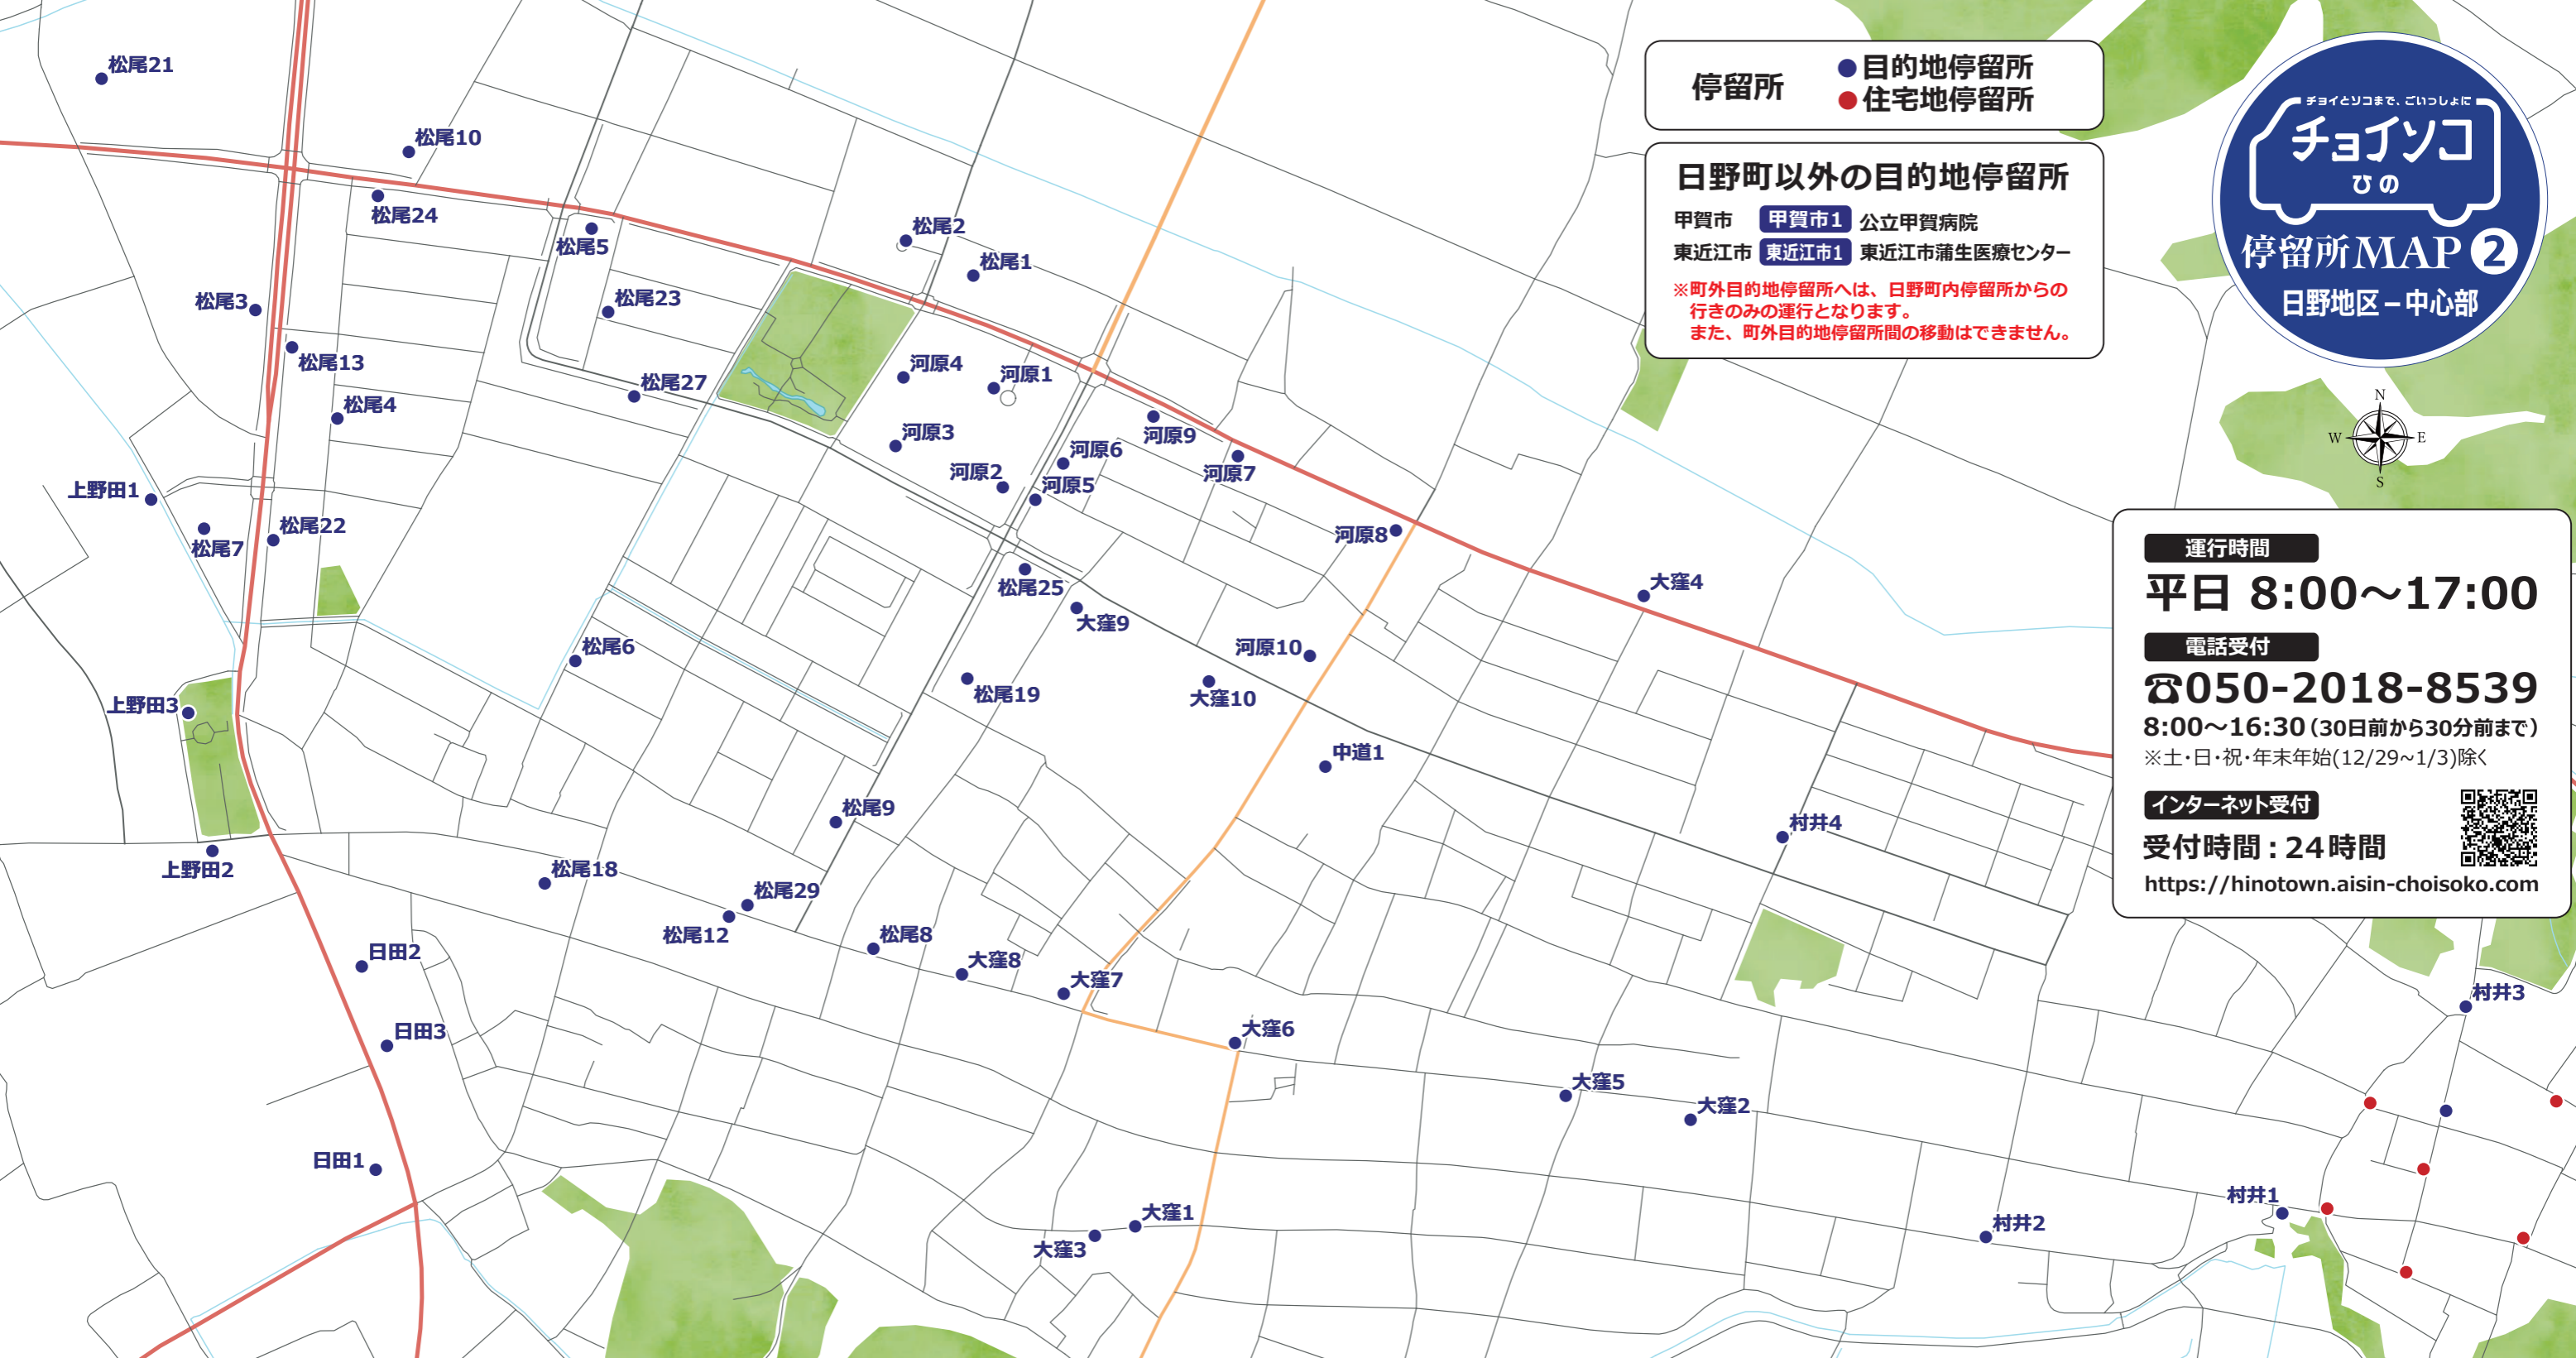 停留所
●目的地停留所
●住宅地停留所
日野町以外の目的地停留所
甲賀市 甲賀市1 公立甲賀病院
東近江市 東近江市1 東近江市蒲生医療センター
※町外目的地停留所へは、日野町内停留所からの
行きのみの運行となります。
また、町外目的地停留所間の移動はできません。
チョイとソコまで、ごいっしょに
チョイソコ
ひの
停留所MAP 2
日野地区−中心部
N
W
E
S
運行時間
平日 8:00〜17:00
電話受付
☎050-2018-8539
8:00〜16:30(30日前から30分前まで)
※土・日・祝・年末年始(12/29~1/3)除く
インターネット受付
受付時間:24時間
https://hinotown.aisin-choisoko.com
松尾21
松尾10
松尾24
松尾5
松尾2
松尾1
松尾3
松尾23
松尾13
松尾27
松尾4
河原4
河原1
河原3
河原9
河原6
河原2
河原7
河原5
上野田1
松尾22
松尾7
河原8
松尾25
大窪4
大窪9
松尾6
河原10
松尾19
大窪10
上野田3
中道1
松尾9
村井4
上野田2
松尾18
松尾29
松尾12
松尾8
日田2
大窪8
大窪7
村井3
日田3
大窪6
大窪5
大窪2
日田1
村井1
大窪1
村井2
大窪3